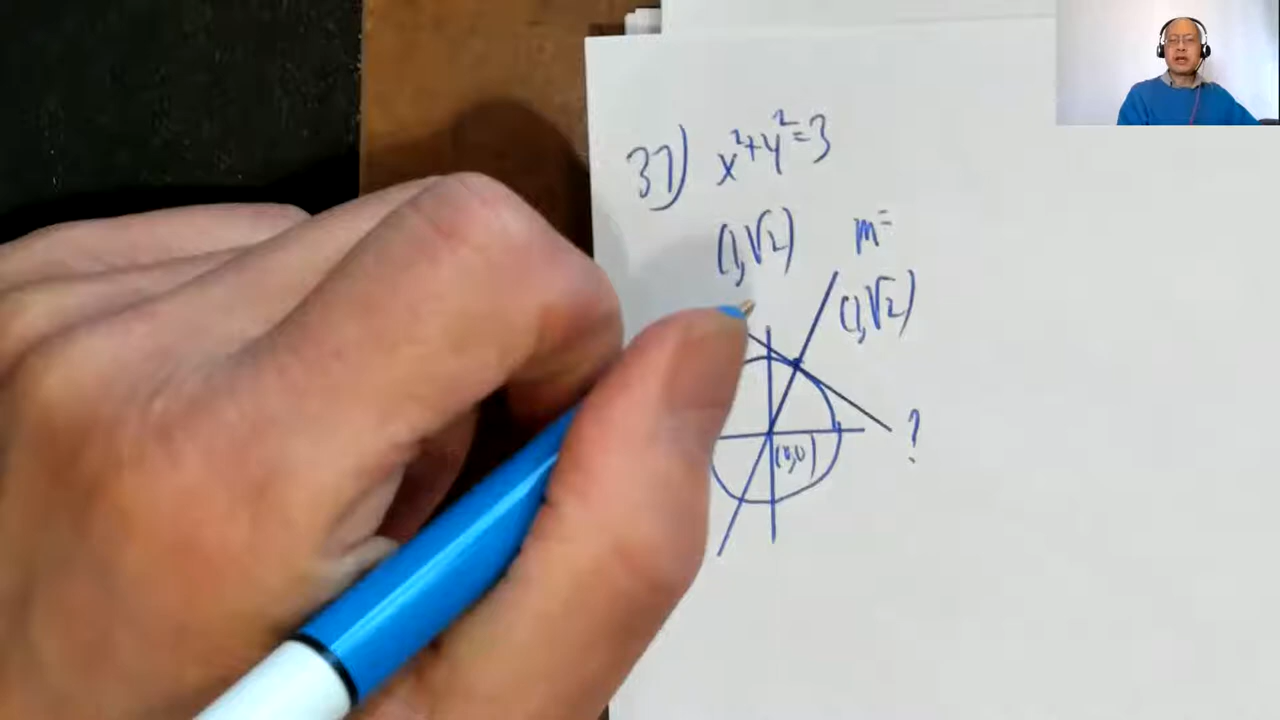 37) x²+y²=3
(1,√2) m=
(1,√2)
?
(0,0)